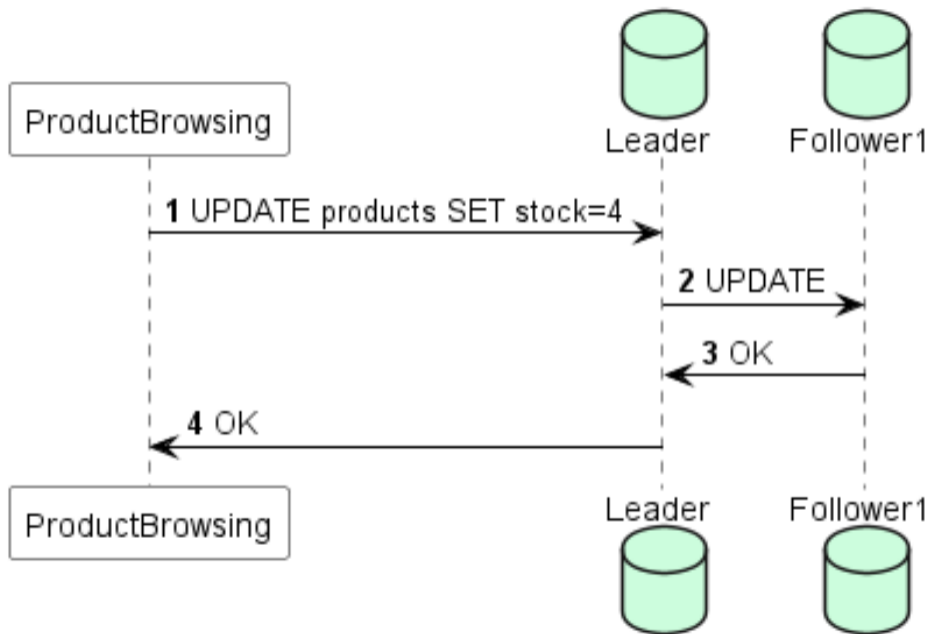 Leader Follower1
ProductBrowsing
1 UPDATE products SET stock=4
2 UPDATE
3 OK
4 OK
Leader Follower1
ProductBrowsing